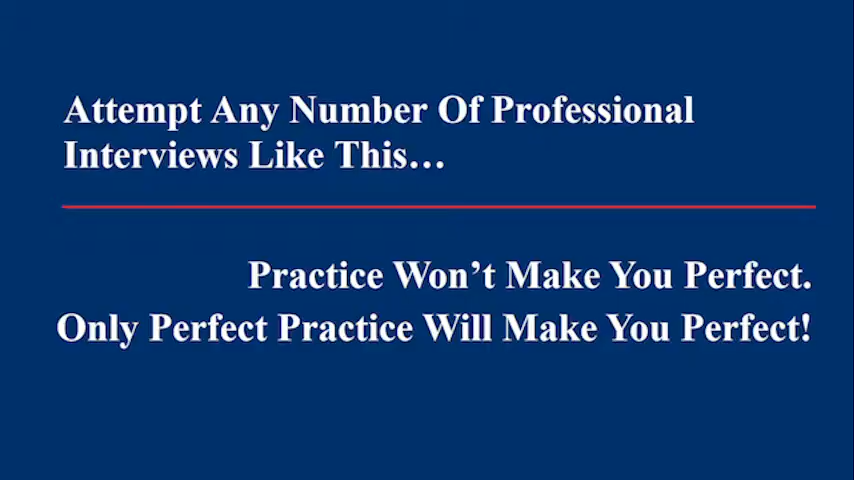 Attempt Any Number Of Professional
Interviews Like This…
Practice Won’t Make You Perfect.
Only Perfect Practice Will Make You Perfect!